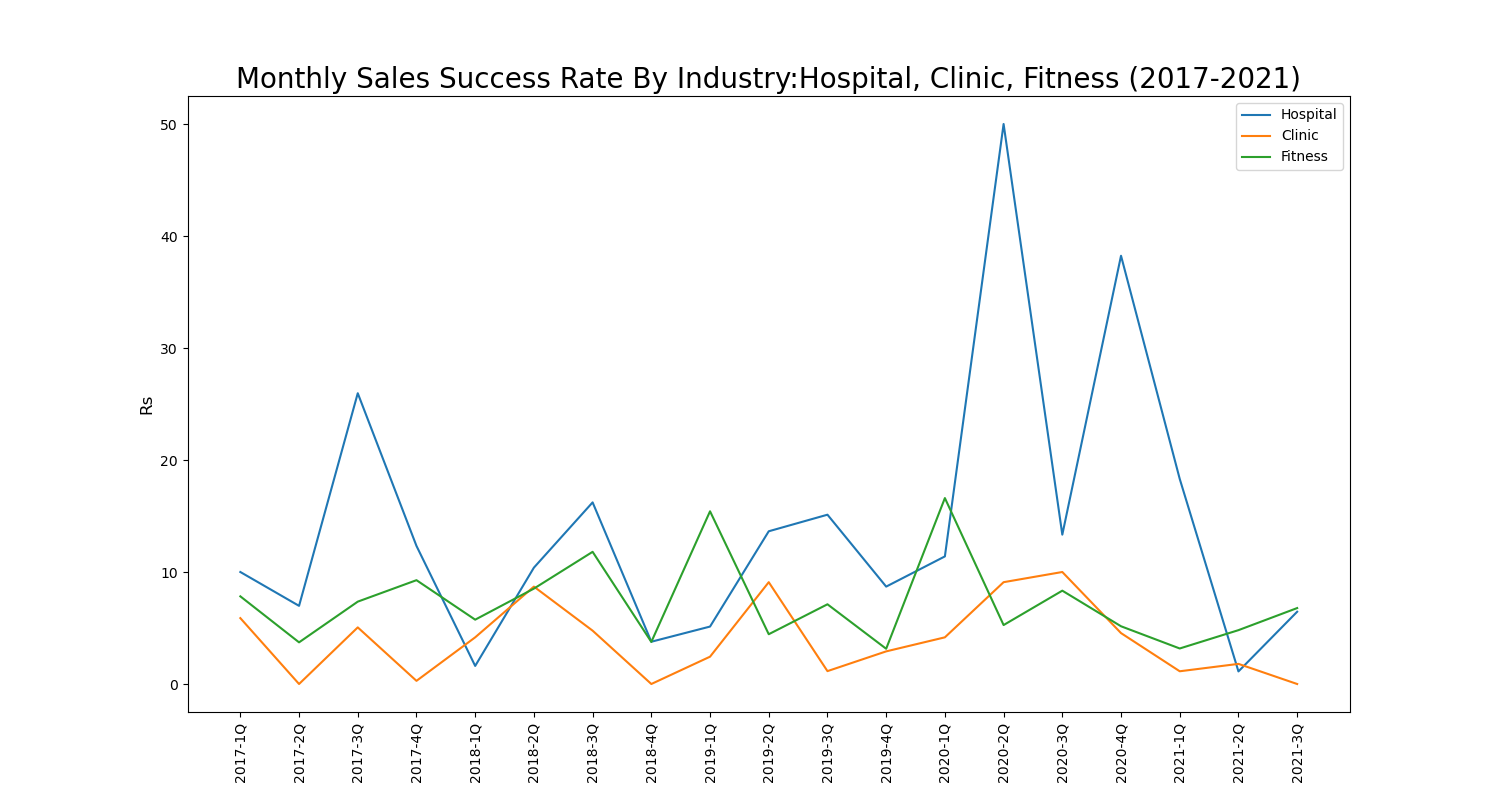 Monthly Sales Success Rate By Industry:Hospital, Clinic, Fitness (2017-2021)
Hospital
Clinic
Fitness
50
40
30
20
10
0
Rs
2017-1Q
2017-2Q
2017-3Q
2017-4Q
2018-1Q
2018-2Q
2018-3Q
2018-4Q
2019-1Q
2019-2Q
2019-3Q
2019-4Q
2020-1Q
2020-2Q
2020-3Q
2020-4Q
2021-1Q
2021-2Q
2021-3Q